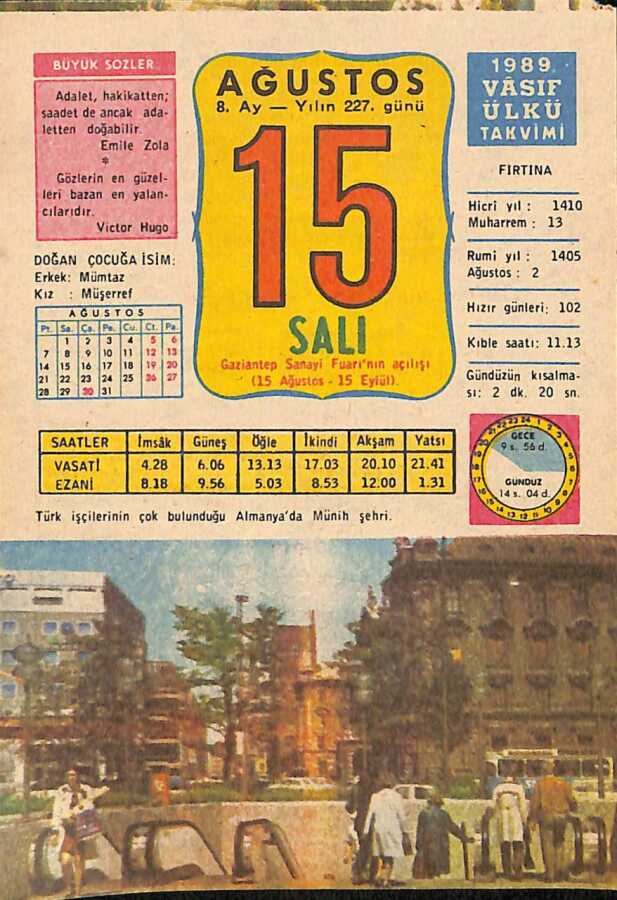 BÜYÜK SÖZLER
Adalet, hakikatten;
saadet de ancak ada-
letten doğabilir.
Emile Zola
*
Gözlerin en güzel-
leri bazan en yalan-
cılarıdır.
Victor Hugo
DOĞAN ÇOCUĞA İSİM:
Erkek: Mümtaz
Kız : Müşerref
AĞUSTOS
Pt. Sa. Ça. Pe. Cu. Ct. Pa.
1 2 3 4 5 6
7 8 9 10 11 12 13
14 15 16 17 18 19 20
21 22 23 24 25 26 27
28 29 30 31
AĞUSTOS
8. Ay — Yılın 227. günü
15
SALI
Gaziantep Sanayi Fuarı'nın açılışı
(15 Ağustos - 15 Eylül).
1989
VÂSIF
ÜLKÜ
TAKVİMİ
FIRTINA
Hicrî yıl : 1410
Muharrem : 13
Rumi yıl : 1405
Ağustos : 2
Hızır günleri: 102
Kıble saati: 11.13
Gündüzün kısalma-
sı: 2 dk. 20 sn.
SAATLER İmsâk Güneş Öğle İkindi Akşam Yatsı
VASATİ 4.28 6.06 13.13 17.03 20.10 21.41
EZANİ 8.18 9.56 5.03 8.53 12.00 1.31
GECE
9 s. 56 d.
GÜNDÜZ
14 s. 04 d.
Türk işçilerinin çok bulunduğu Almanya'da Münih şehri.